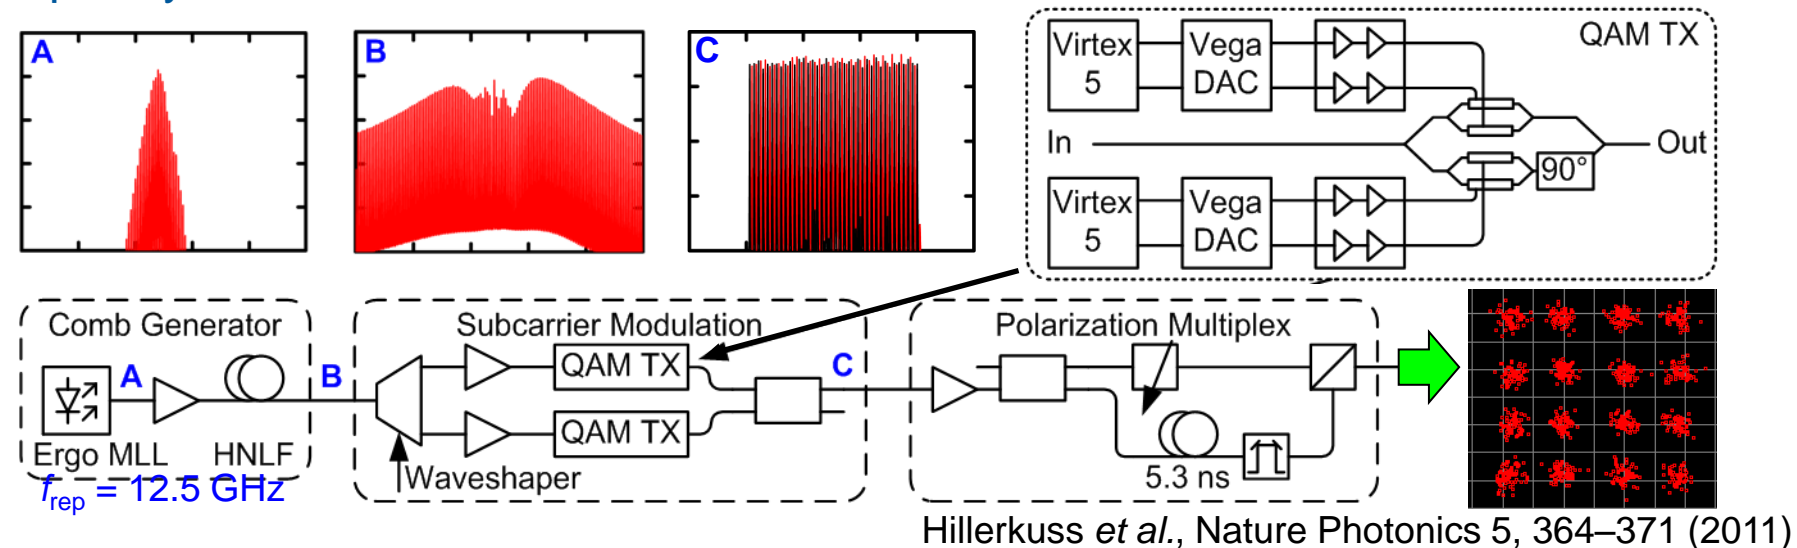 A
B
C
QAM TX
Virtex 5
Vega DAC
In
Out
90°
Virtex 5
Vega DAC
Comb Generator
A
B
Ergo MLL
HNLF
f_rep = 12.5 GHz
Subcarrier Modulation
QAM TX
QAM TX
C
Waveshaper
Polarization Multiplex
5.3 ns
Hillerkuss et al., Nature Photonics 5, 364–371 (2011)